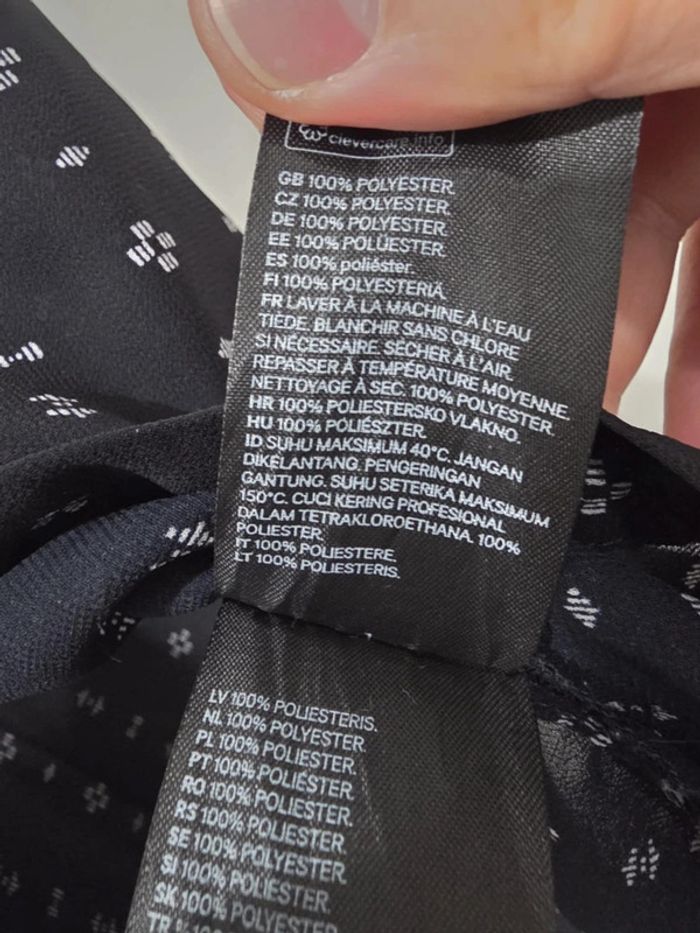 clevercare.info
GB 100% POLYESTER.
CZ 100% POLYESTER.
DE 100% POLYESTER.
EE 100% POLÜESTER.
ES 100% poliéster.
FI 100% POLYESTERIÄ.
FR LAVER À LA MACHINE À L'EAU
TIÈDE. BLANCHIR SANS CHLORE
SI NÉCESSAIRE. SÉCHER À L'AIR.
REPASSER À TEMPÉRATURE MOYENNE.
NETTOYAGE À SEC. 100% POLYESTER.
HR 100% POLIESTERSKO VLAKNO.
HU 100% POLIÉSZTER.
ID SUHU MAKSIMUM 40°C. JANGAN
DIKELANTANG. PENGERINGAN
GANTUNG. SUHU SETERIKA MAKSIMUM
150°C. CUCI KERING PROFESIONAL
DALAM TETRAKLOROETHANA. 100%
POLIESTER.
IT 100% POLIESTERE.
LT 100% POLIESTERIS.
LV 100% POLIESTERIS.
NL 100% POLYESTER.
PL 100% POLIESTER.
PT 100% POLIÉSTER.
RO 100% POLIESTER.
RS 100% POLIESTER
SE 100% POLYESTER.
SI 100% POLIESTER.
SK 100% POLYESTER.
TR